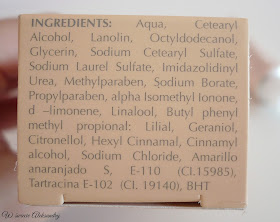 INGREDIENTS: Aqua, Cetearyl
Alcohol, Lanolin, Octyldodecanol,
Glycerin, Sodium Cetearyl Sulfate,
Sodium Laurel Sulfate, Imidazolidinyl
Urea, Methylparaben, Sodium Borate,
Propylparaben, alpha Isomethyl Ionone,
d –limonene, Linalool, Butyl phenyl
methyl propional: Lilial, Geraniol,
Citronellol, Hexyl Cinnamal, Cinnamyl
alcohol, Sodium Chloride, Amarillo
anaranjado S, E-110 (CI.15985),
Tartracina E-102 (CI. 19140), BHT